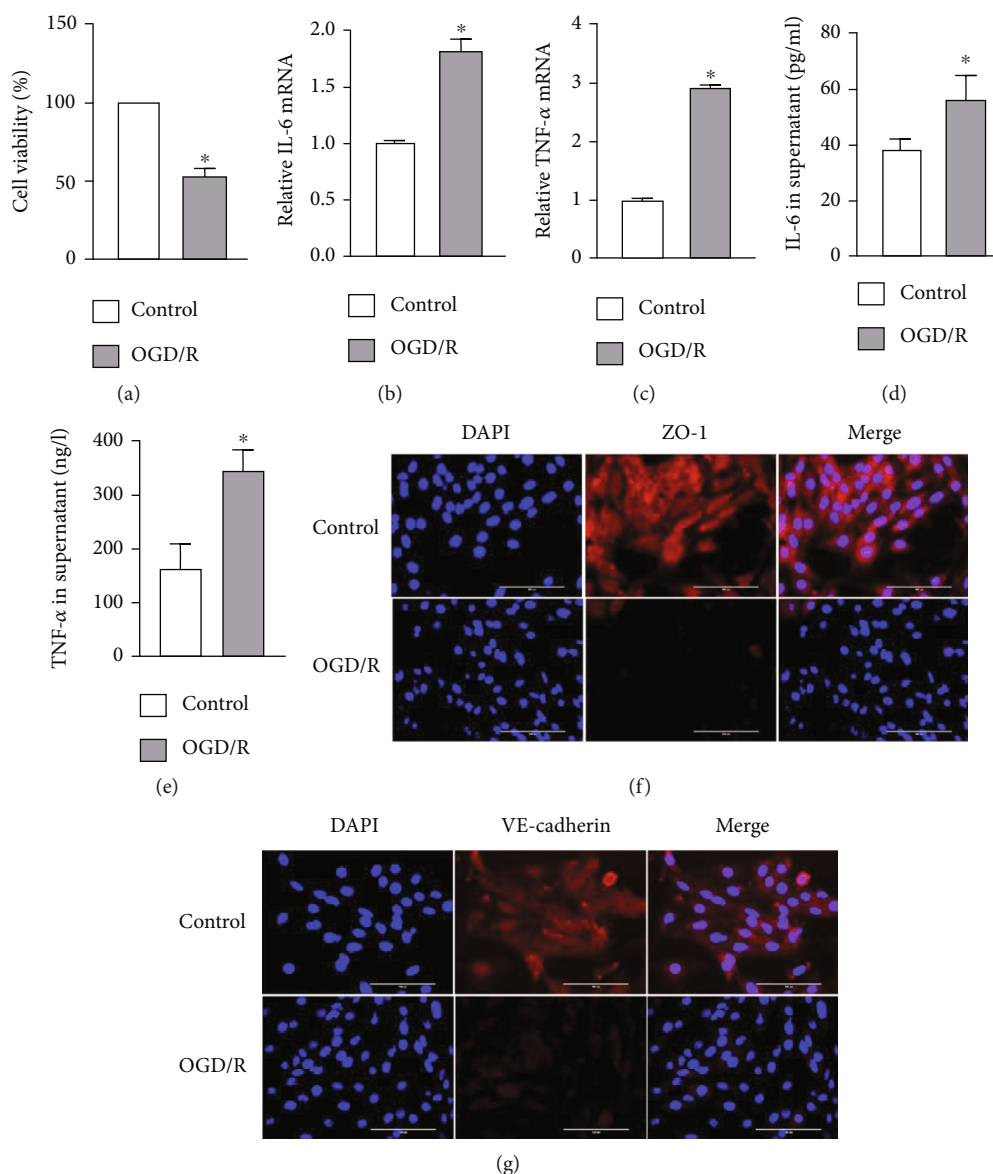 Cell viability (%)
150
100
50
0
*
Control
OGD/R
(a)
Relative IL-6 mRNA
2.0
1.5
1.0
0.5
0.0
*
Control
OGD/R
(b)
Relative TNF-α mRNA
4
3
2
1
0
*
Control
OGD/R
(c)
IL-6 in supernatant (pg/ml)
80
60
40
20
0
*
Control
OGD/R
(d)
TNF-α in supernatant (ng/l)
400
300
200
100
0
*
Control
OGD/R
(e)
DAPI ZO-1 Merge
Control
OGD/R
(f)
DAPI VE-cadherin Merge
Control
OGD/R
(g)